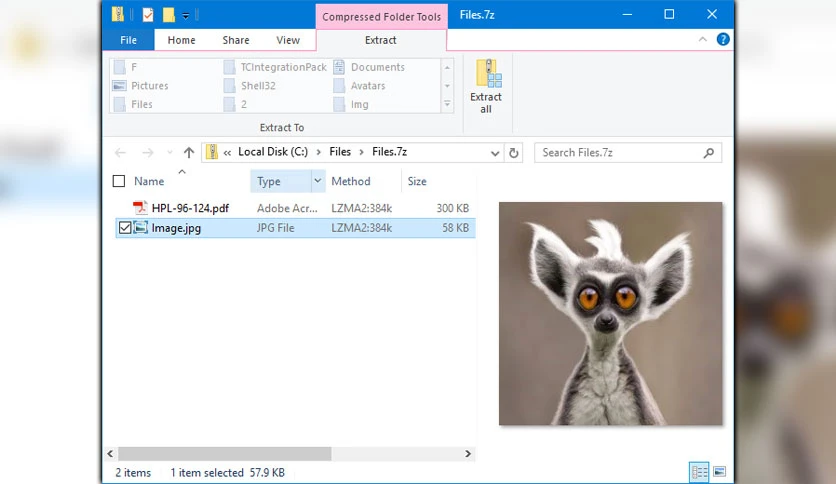 Compressed Folder Tools Files.7z
File Home Share View Extract
F TCIntegrationPack Documents
Pictures Shell32 Avatars
Files 2 Img
Extract all
Extract To
« Local Disk (C:) > Files > Files.7z Search Files.7z
Name Type Method Size
HPL-96-124.pdf Adobe Acr... LZMA2:384k 300 KB
Image.jpg JPG File LZMA2:384k 58 KB
2 items 1 item selected 57.9 KB